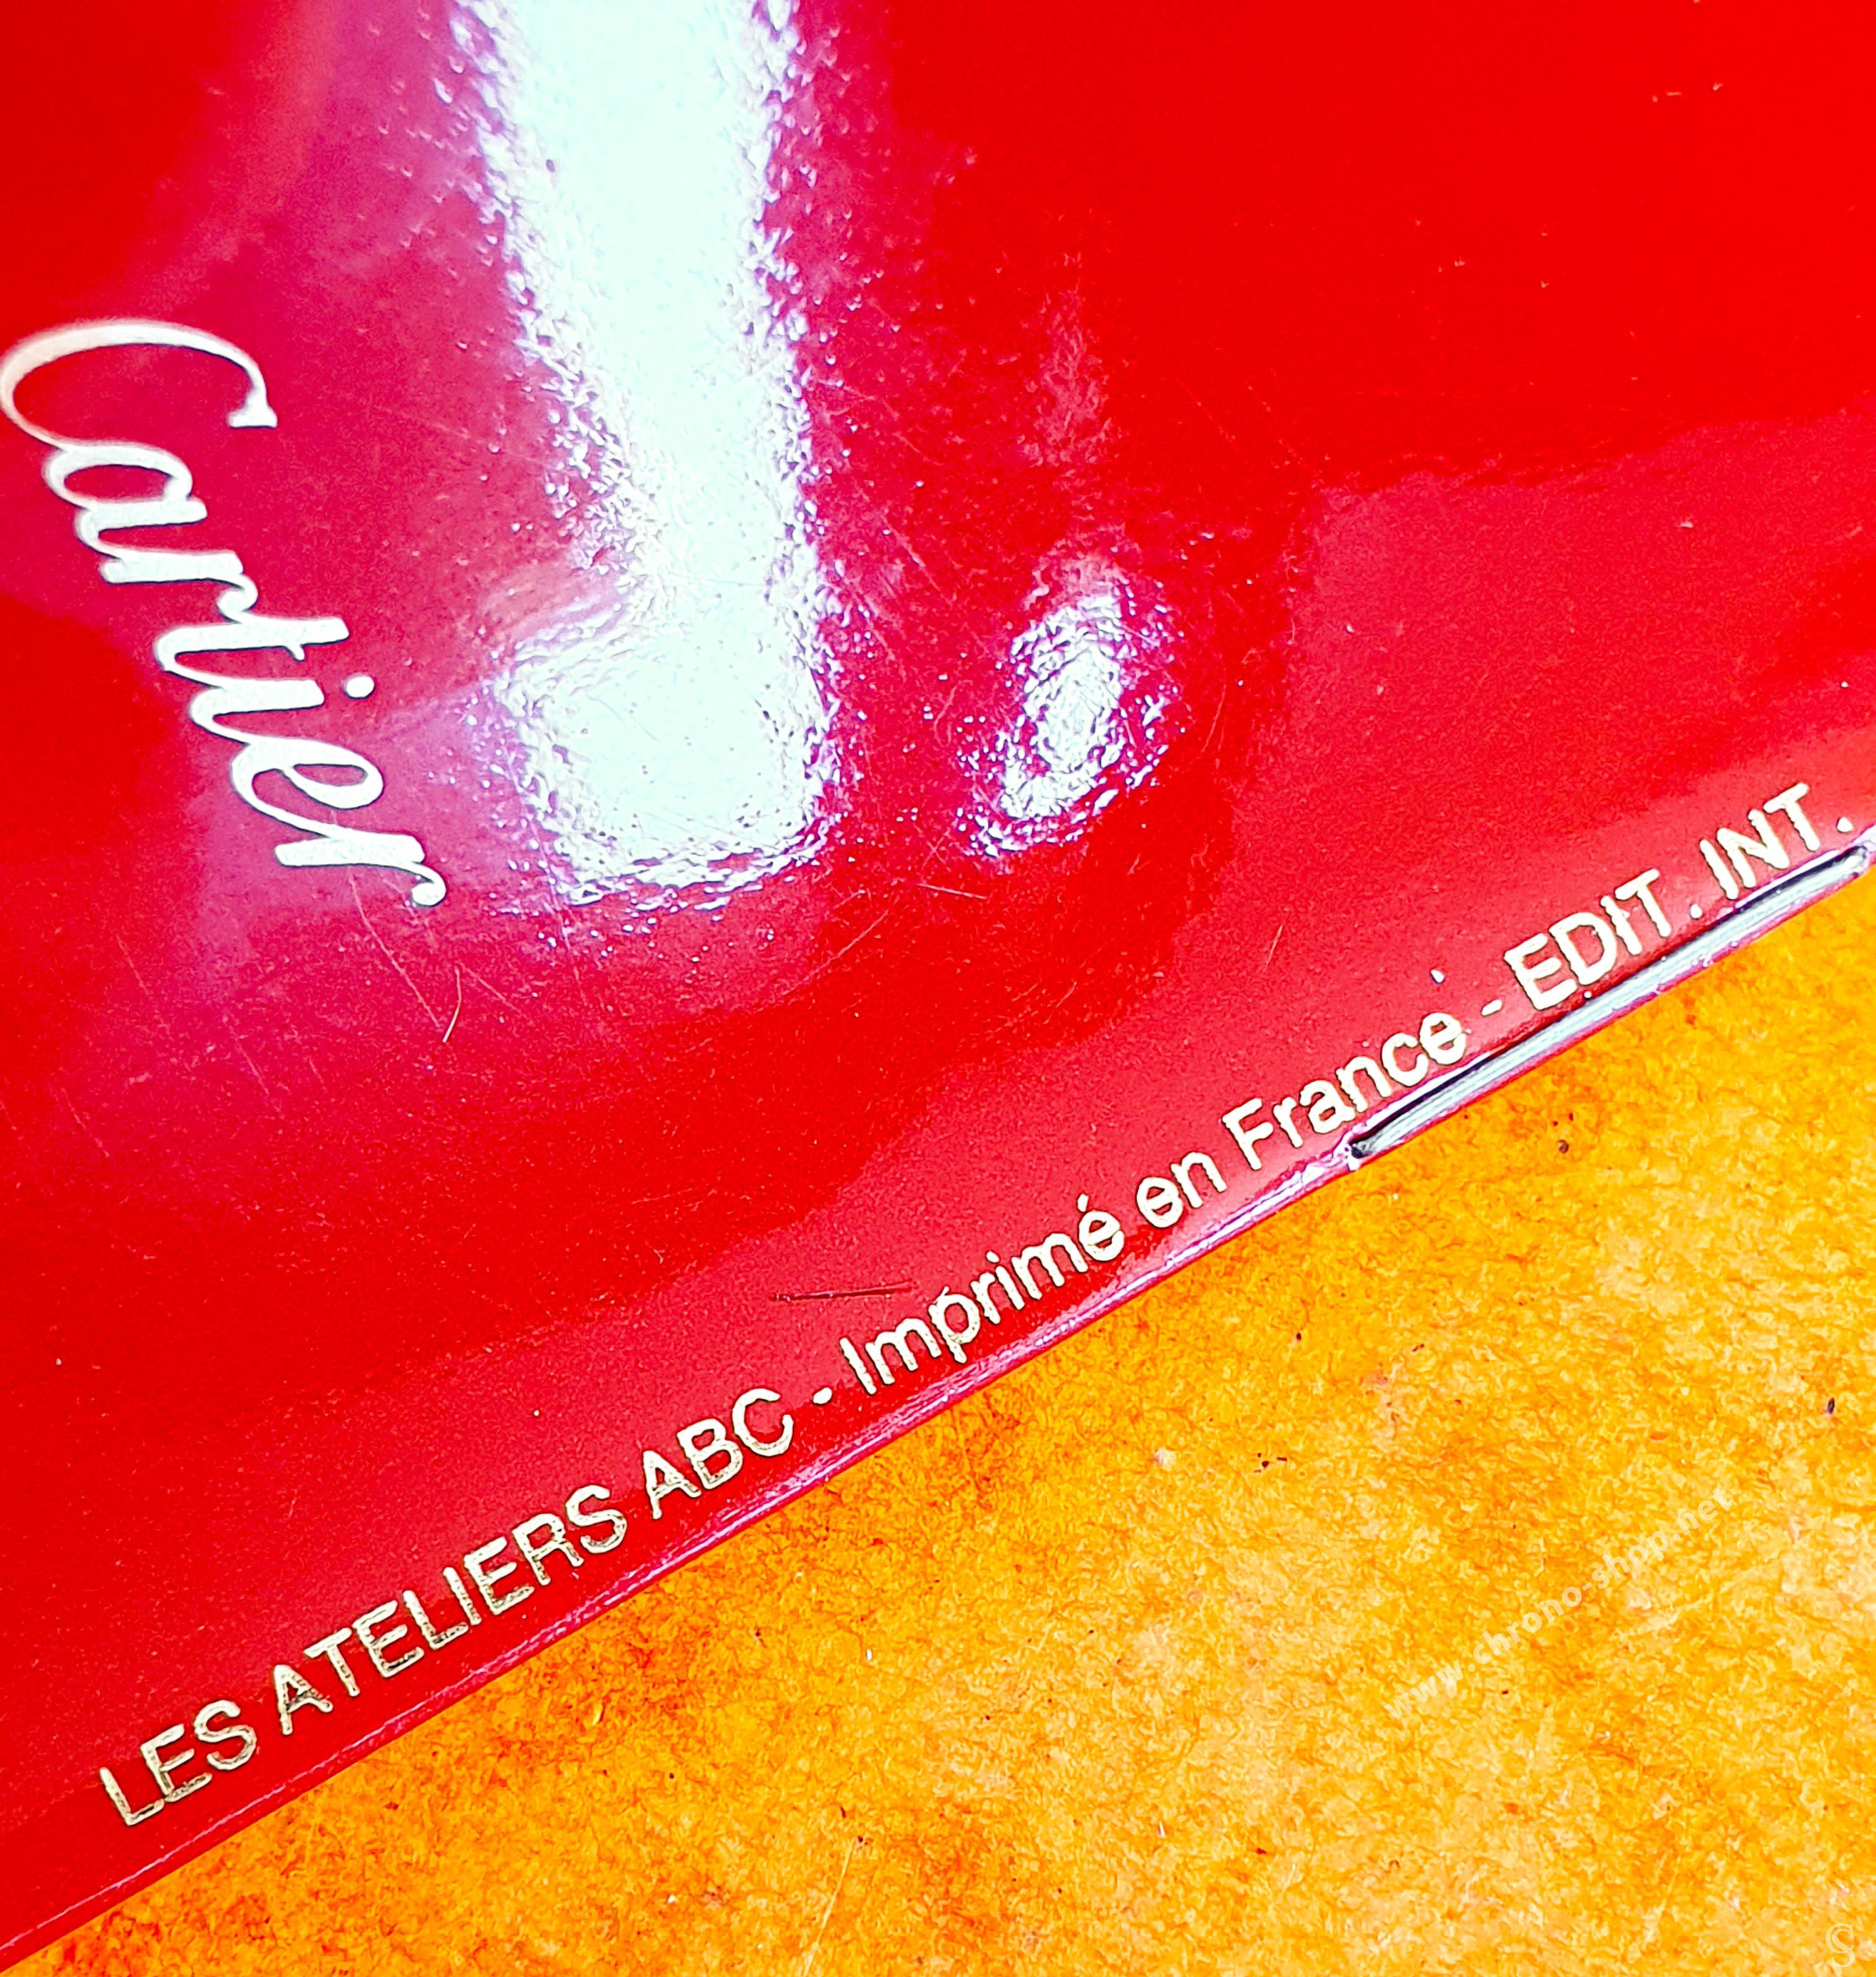 Cartier
LES ATELIERS ABC - Imprimé en France - EDIT. INT.
www.chrono-shop.net